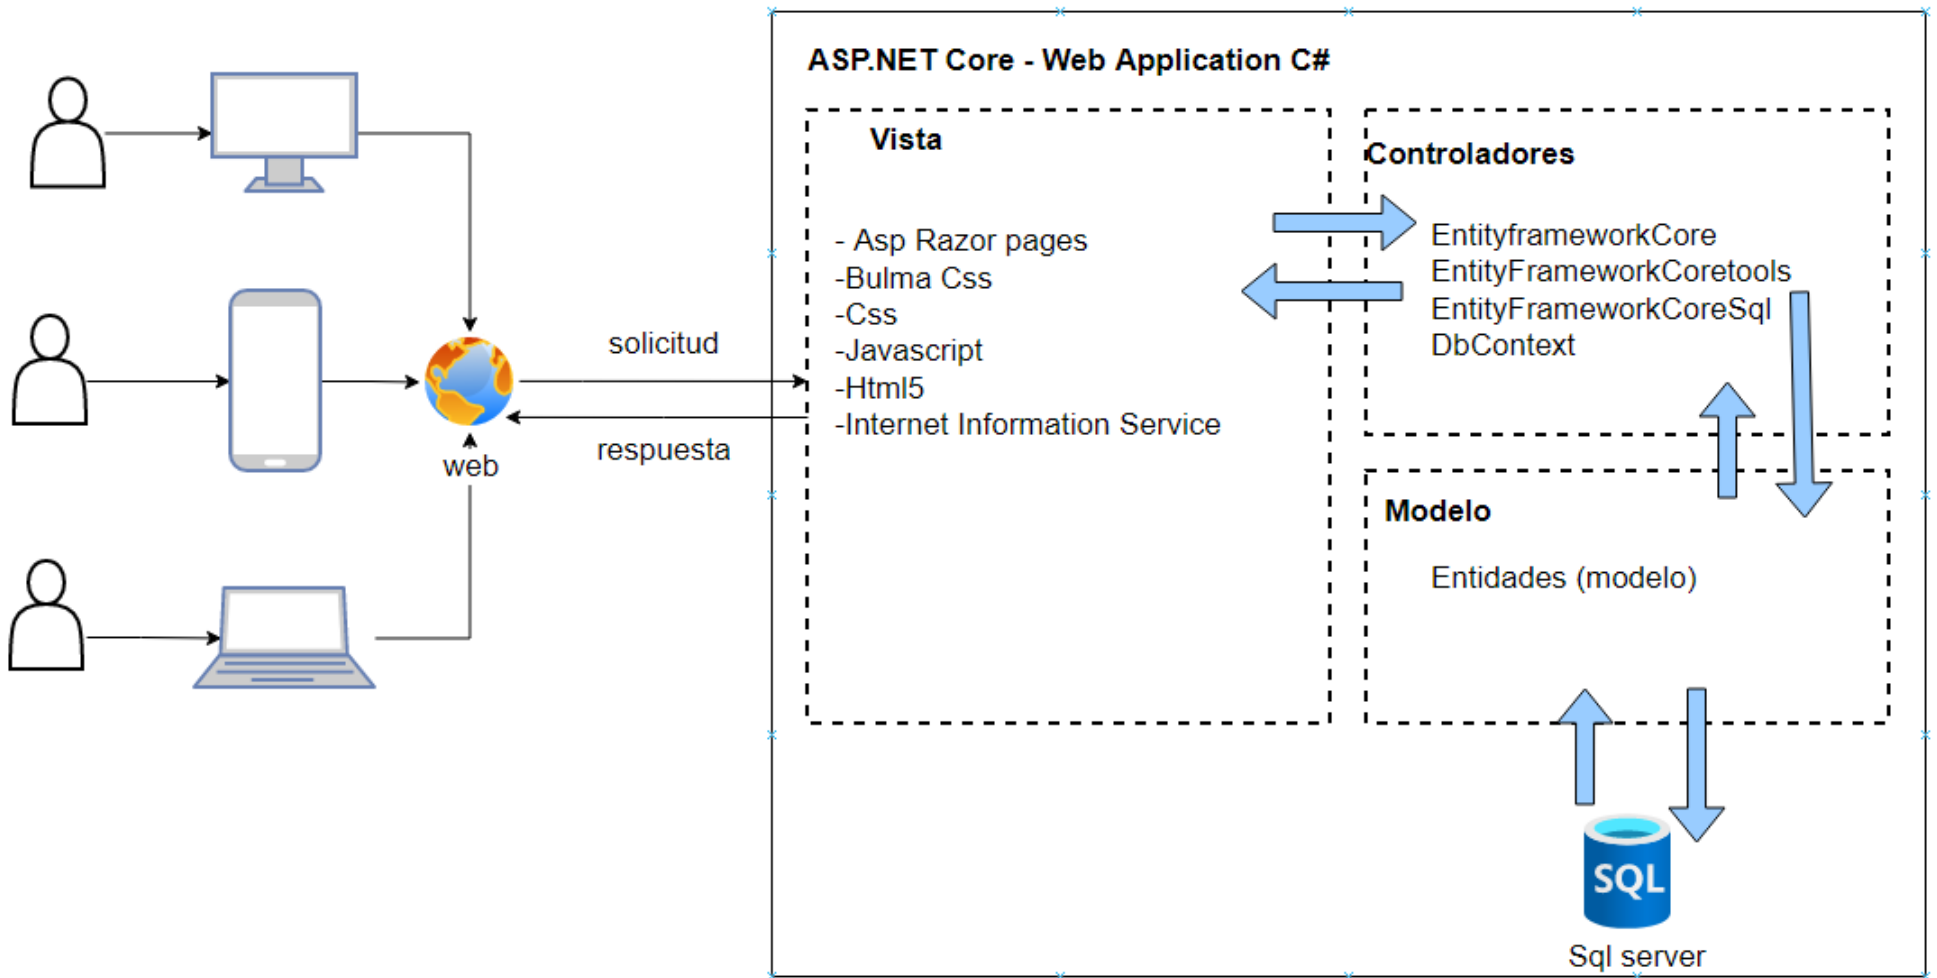 ASP.NET Core - Web Application C#
Vista
- Asp Razor pages
-Bulma Css
-Css
-Javascript
-Html5
-Internet Information Service
Controladores
EntityframeworkCore
EntityFrameworkCoretools
EntityFrameworkCoreSql
DbContext
Modelo
Entidades (modelo)
solicitud
respuesta
web
SQL
Sql server